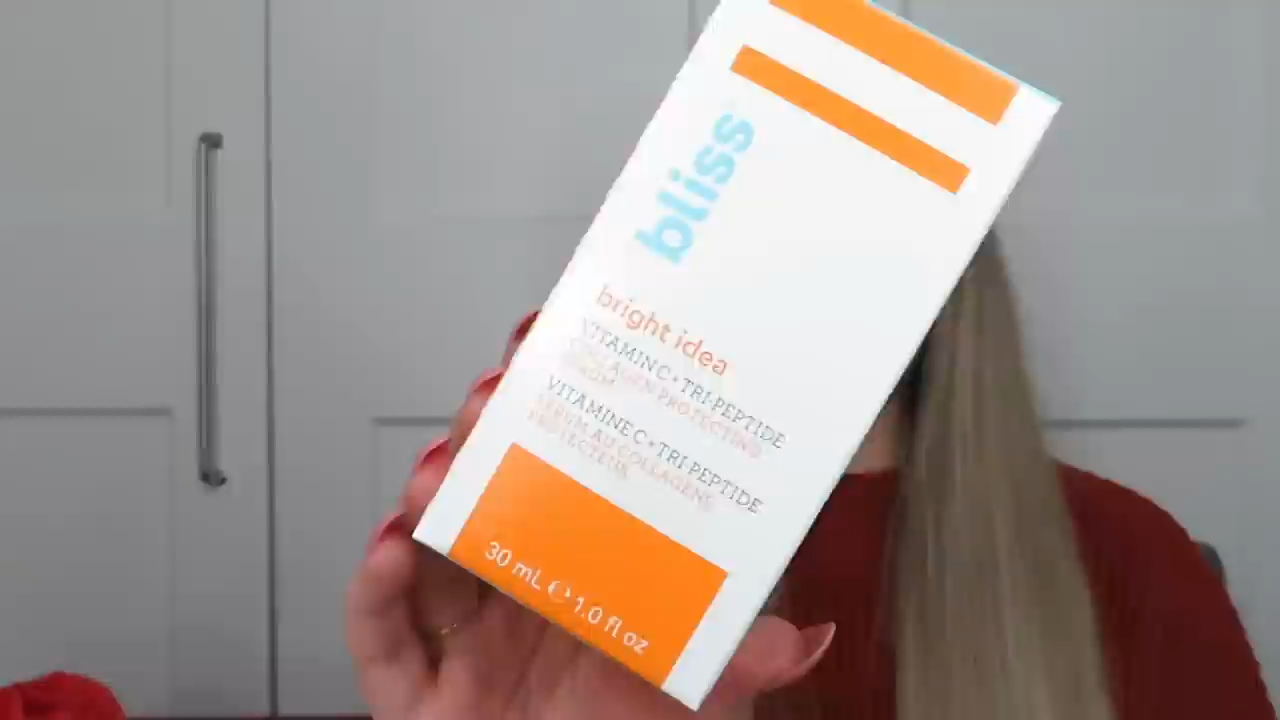 bliss
bright idea
VITAMIN C + TRI-PEPTIDE
COLLAGEN PROTECTING
SERUM
VITAMINE C + TRI-PEPTIDE
SÉRUM AU COLLAGÈNE
PROTECTEUR
30 mL ℮ 1.0 fl oz